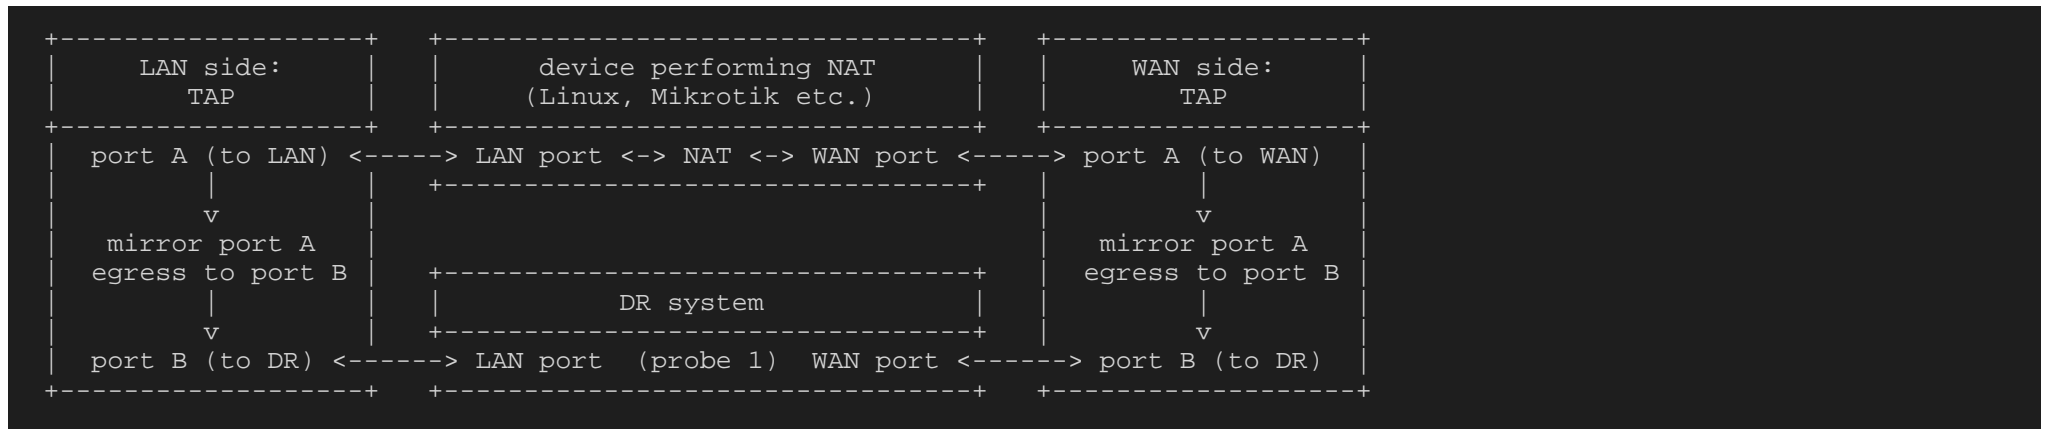 +-------------------+   +---------------------------------+   +-------------------+
|     LAN side:     |   |      device performing NAT      |   |     WAN side:     |
|        TAP        |   |     (Linux, Mikrotik etc.)      |   |        TAP        |
+-------------------+   +---------------------------------+   +-------------------+
|  port A (to LAN) <-----> LAN port <-> NAT <-> WAN port <-----> port A (to WAN)  |
|         |         |   +---------------------------------+   |         |         |
|         v         |                                         |         v         |
|   mirror port A   |                                         |   mirror port A   |
|  egress to port B |   +---------------------------------+   |  egress to port B |
|         |         |   |           DR system             |   |         |         |
|         v         |   +---------------------------------+   |         v         |
|  port B (to DR) <------> LAN port  (probe 1)  WAN port <------> port B (to DR)  |
+-------------------+   +---------------------------------+   +-------------------+